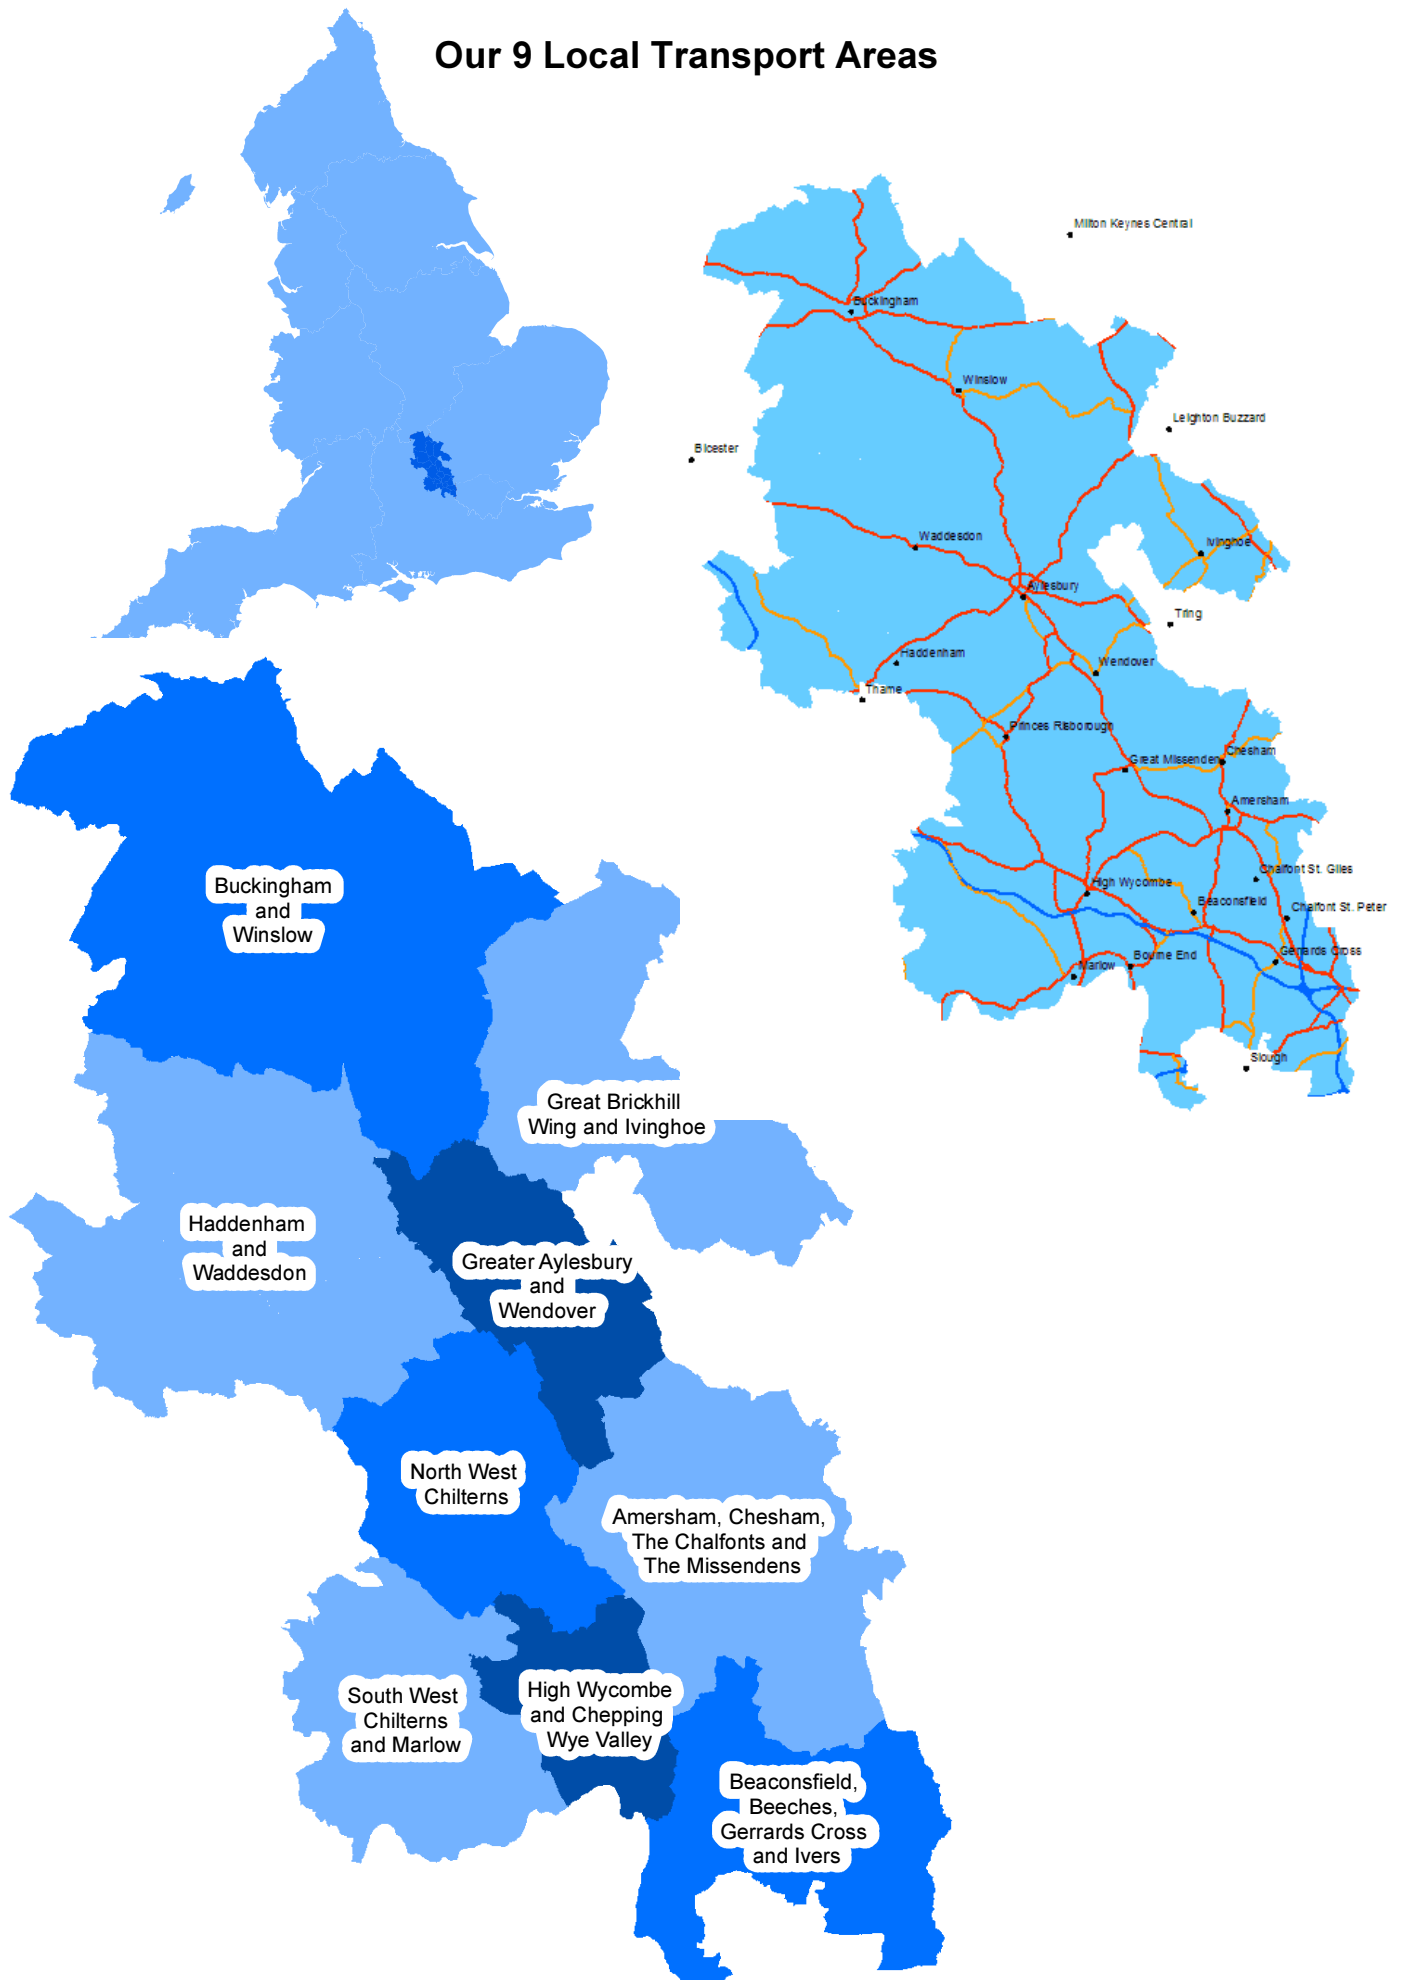 Our 9 Local Transport Areas
Milton Keynes Central
Buckingham
Winslow
Leighton Buzzard
Bicester
Waddesdon
Ivinghoe
Aylesbury
Tring
Haddenham
Wendover
Thame
Princes Risborough
Great Missenden
Chesham
Amersham
Chalfont St. Giles
High Wycombe
Beaconsfield
Chalfont St. Peter
Gerrards Cross
Bourne End
Marlow
Slough
Buckingham
and
Winslow
Great Brickhill
Wing and Ivinghoe
Haddenham
and
Waddesdon
Greater Aylesbury
and
Wendover
North West
Chilterns
Amersham, Chesham,
The Chalfonts and
The Missendens
South West
Chilterns
and Marlow
High Wycombe
and Chepping
Wye Valley
Beaconsfield,
Beeches,
Gerrards Cross
and Ivers